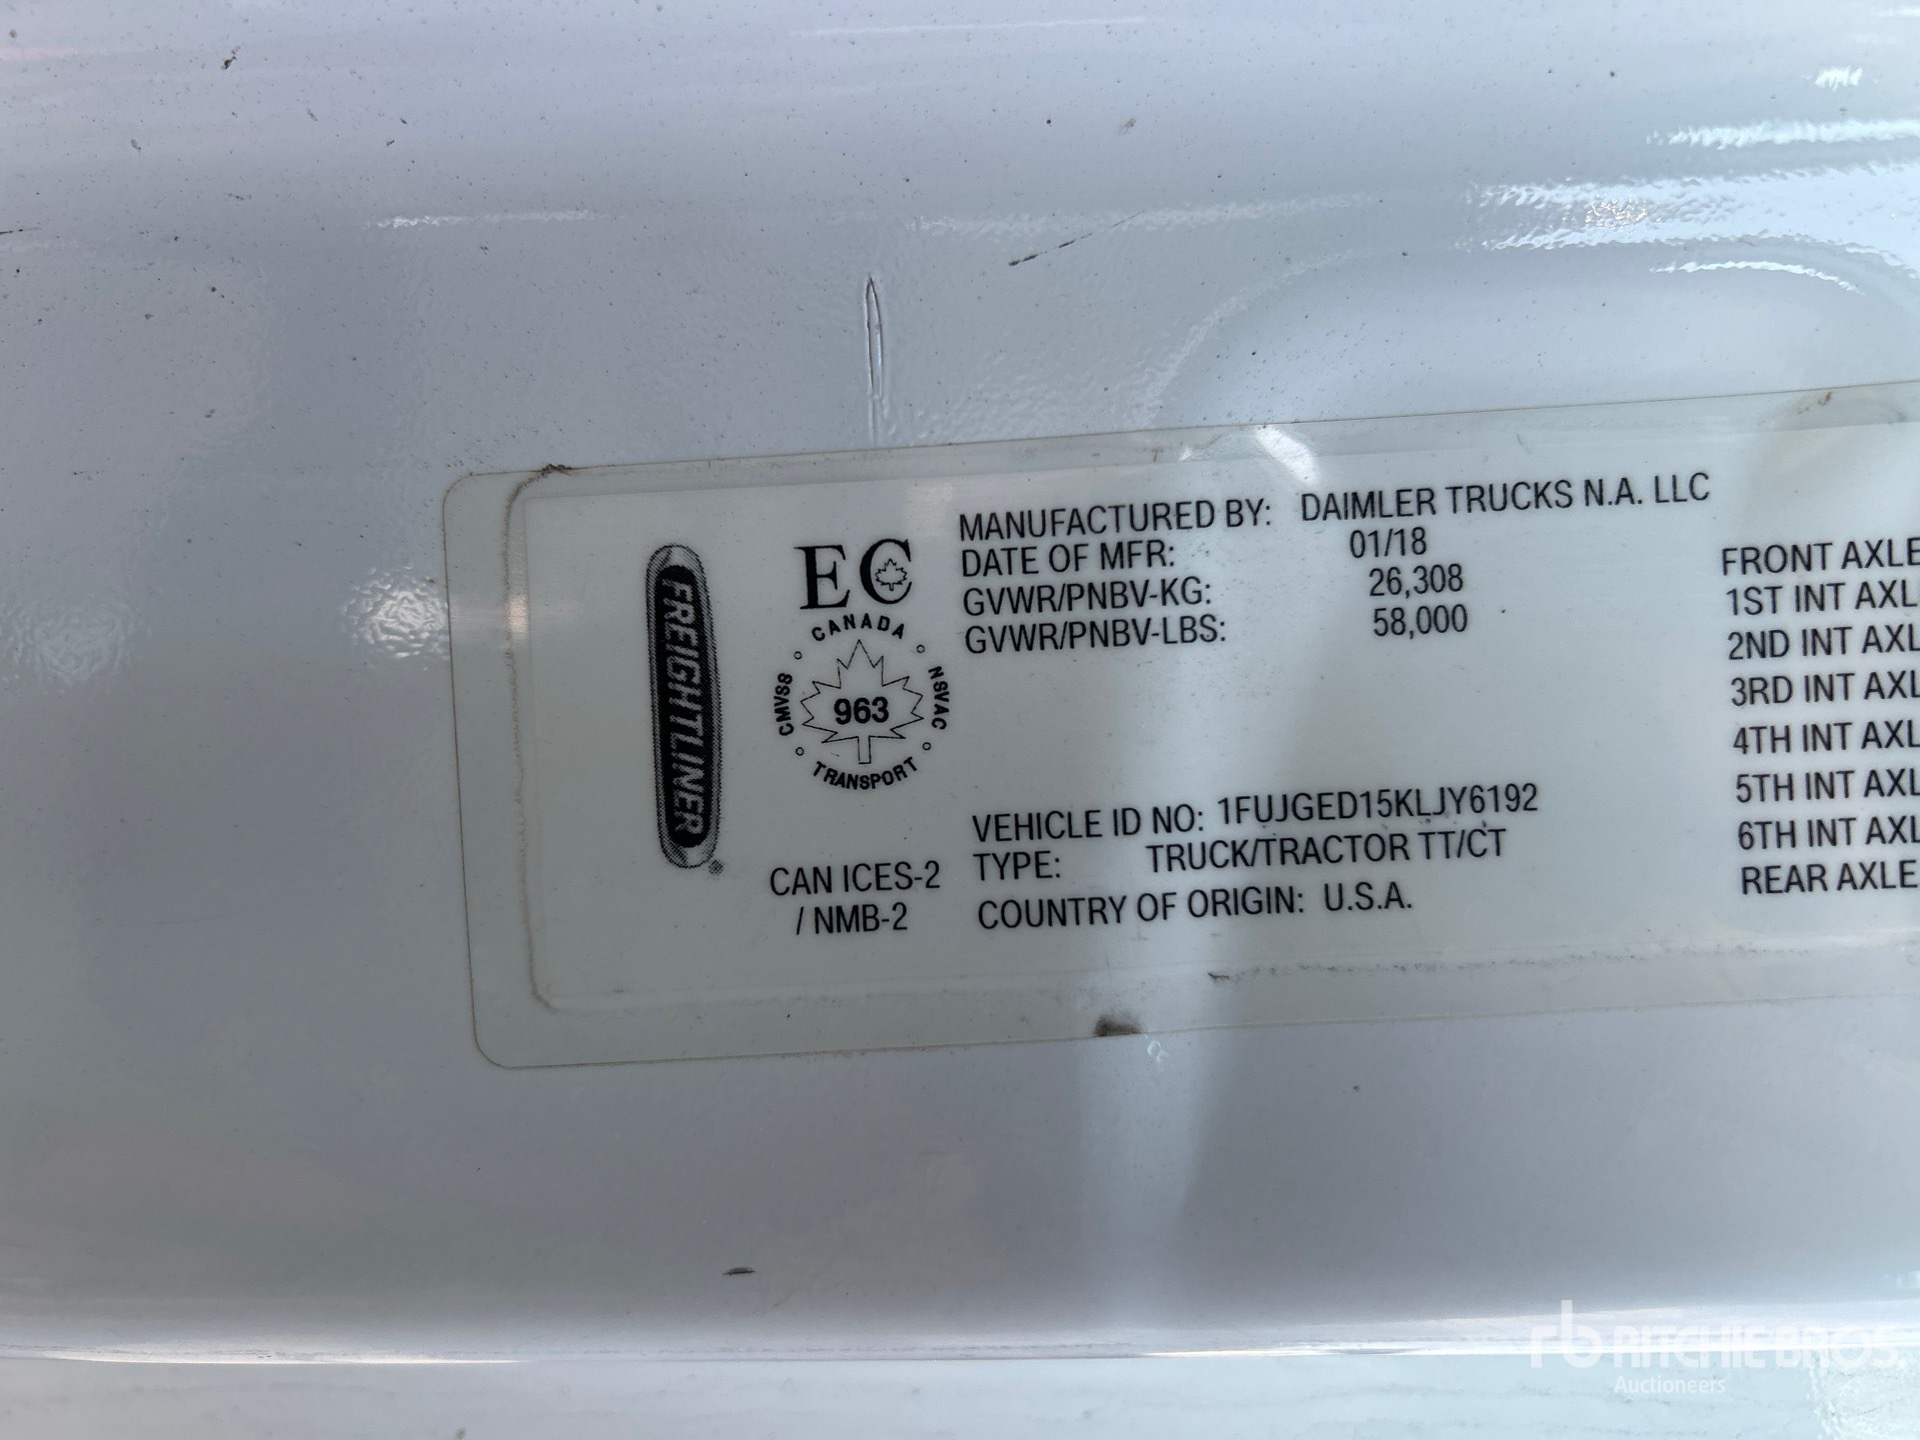 MANUFACTURED BY: DAIMLER TRUCKS N.A. LLC
DATE OF MFR: 01/18
GVWR/PNBV-KG: 26,308
GVWR/PNBV-LBS: 58,000
FREIGHTLINER
EC
CANADA
CMVSS
963
NSVAC
TRANSPORT
CAN ICES-2
/ NMB-2
VEHICLE ID NO: 1FUJGED15KLJY6192
TYPE: TRUCK/TRACTOR TT/CT
COUNTRY OF ORIGIN: U.S.A.
FRONT AXLE
1ST INT AXL
2ND INT AXL
3RD INT AXL
4TH INT AXL
5TH INT AXL
6TH INT AXL
REAR AXLE
rb RITCHIE BROS.
Auctioneers